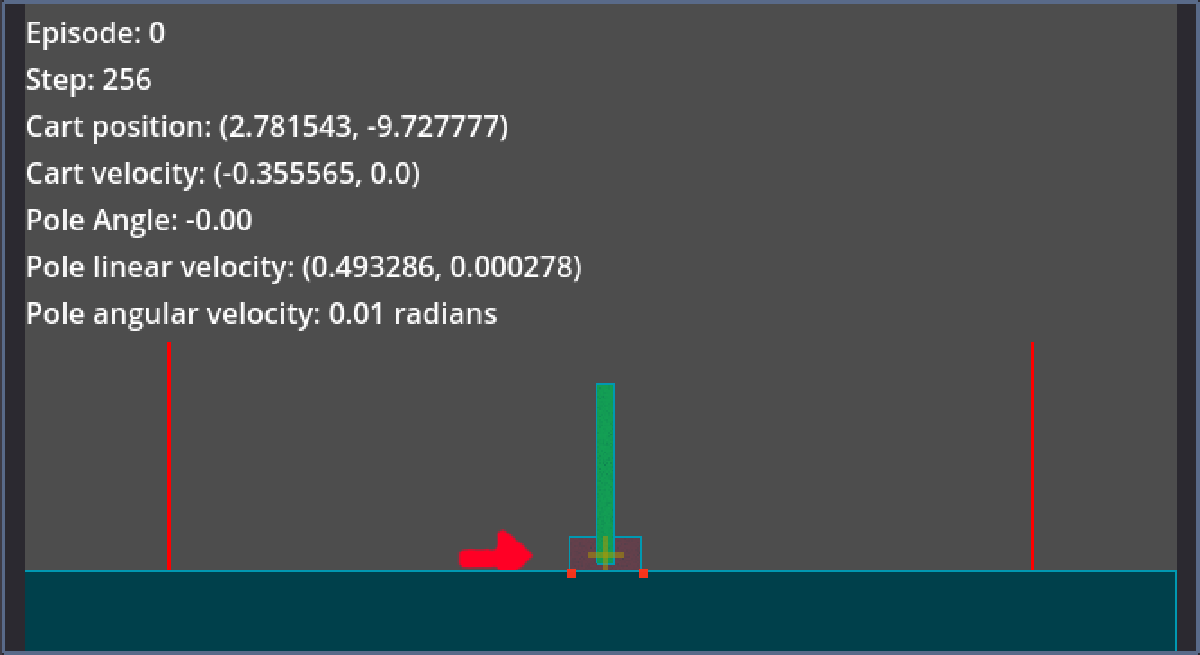 Episode: 0
Step: 256
Cart position: (2.781543, -9.727777)
Cart velocity: (-0.355565, 0.0)
Pole Angle: -0.00
Pole linear velocity: (0.493286, 0.000278)
Pole angular velocity: 0.01 radians